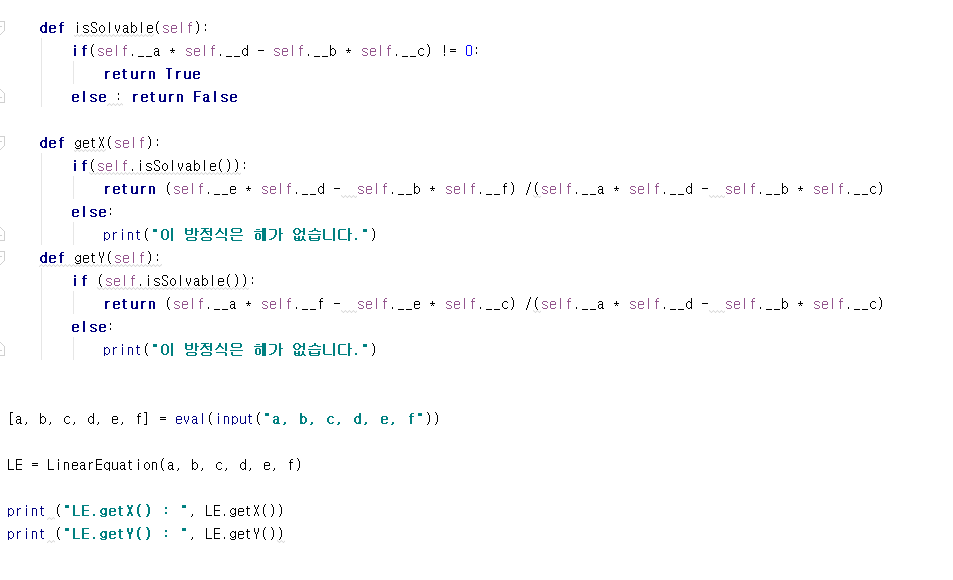 def isSolvable(self):
if(self.__a * self.__d - self.__b * self.__c) != 0:
return True
else : return False
def getX(self):
if(self.isSolvable()):
return (self.__e * self.__d - self.__b * self.__f) /(self.__a * self.__d - self.__b * self.__c)
else:
print("이 방정식은 헤가 없습니다.")
def getY(self):
if (self.isSolvable()):
return (self.__a * self.__f - self.__e * self.__c) /(self.__a * self.__d - self.__b * self.__c)
else:
print("이 방정식은 헤가 없습니다.")
[a, b, c, d, e, f] = eval(input("a, b, c, d, e, f"))
LE = LinearEquation(a, b, c, d, e, f)
print ("LE.getX() : ", LE.getX())
print ("LE.getY() : ", LE.getY())